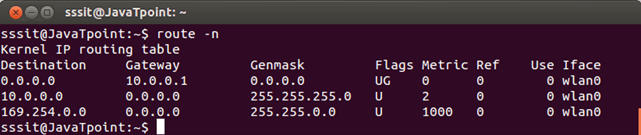 sssit@JavaTpoint: ~
sssit@JavaTpoint:~$ route -n
Kernel IP routing table
Destination     Gateway         Genmask         Flags Metric Ref    Use Iface
0.0.0.0         10.0.0.1        0.0.0.0         UG    0      0        0 wlan0
10.0.0.0        0.0.0.0         255.255.255.0   U     2      0        0 wlan0
169.254.0.0     0.0.0.0         255.255.0.0     U     1000   0        0 wlan0
sssit@JavaTpoint:~$